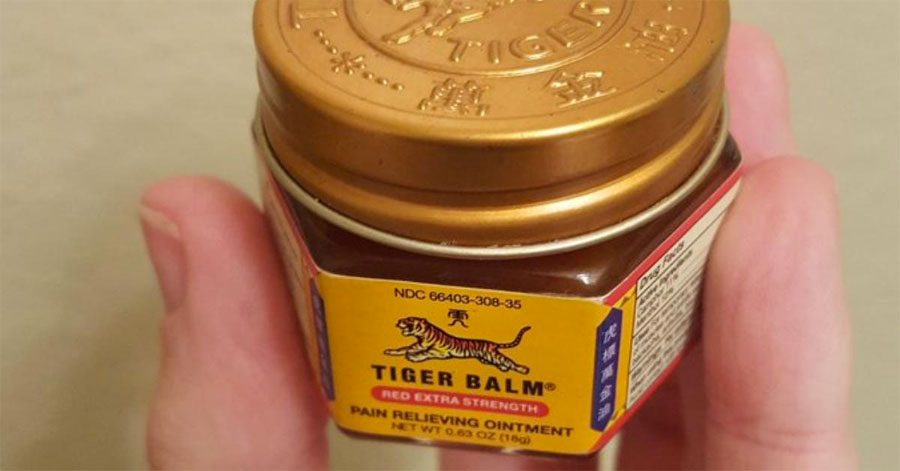 TIGER
萬金油
NDC 66403-308-35
TIGER BALM®
RED EXTRA STRENGTH
PAIN RELIEVING OINTMENT
NET WT 0.63 OZ (18g)
Drug Facts
虎標萬金油